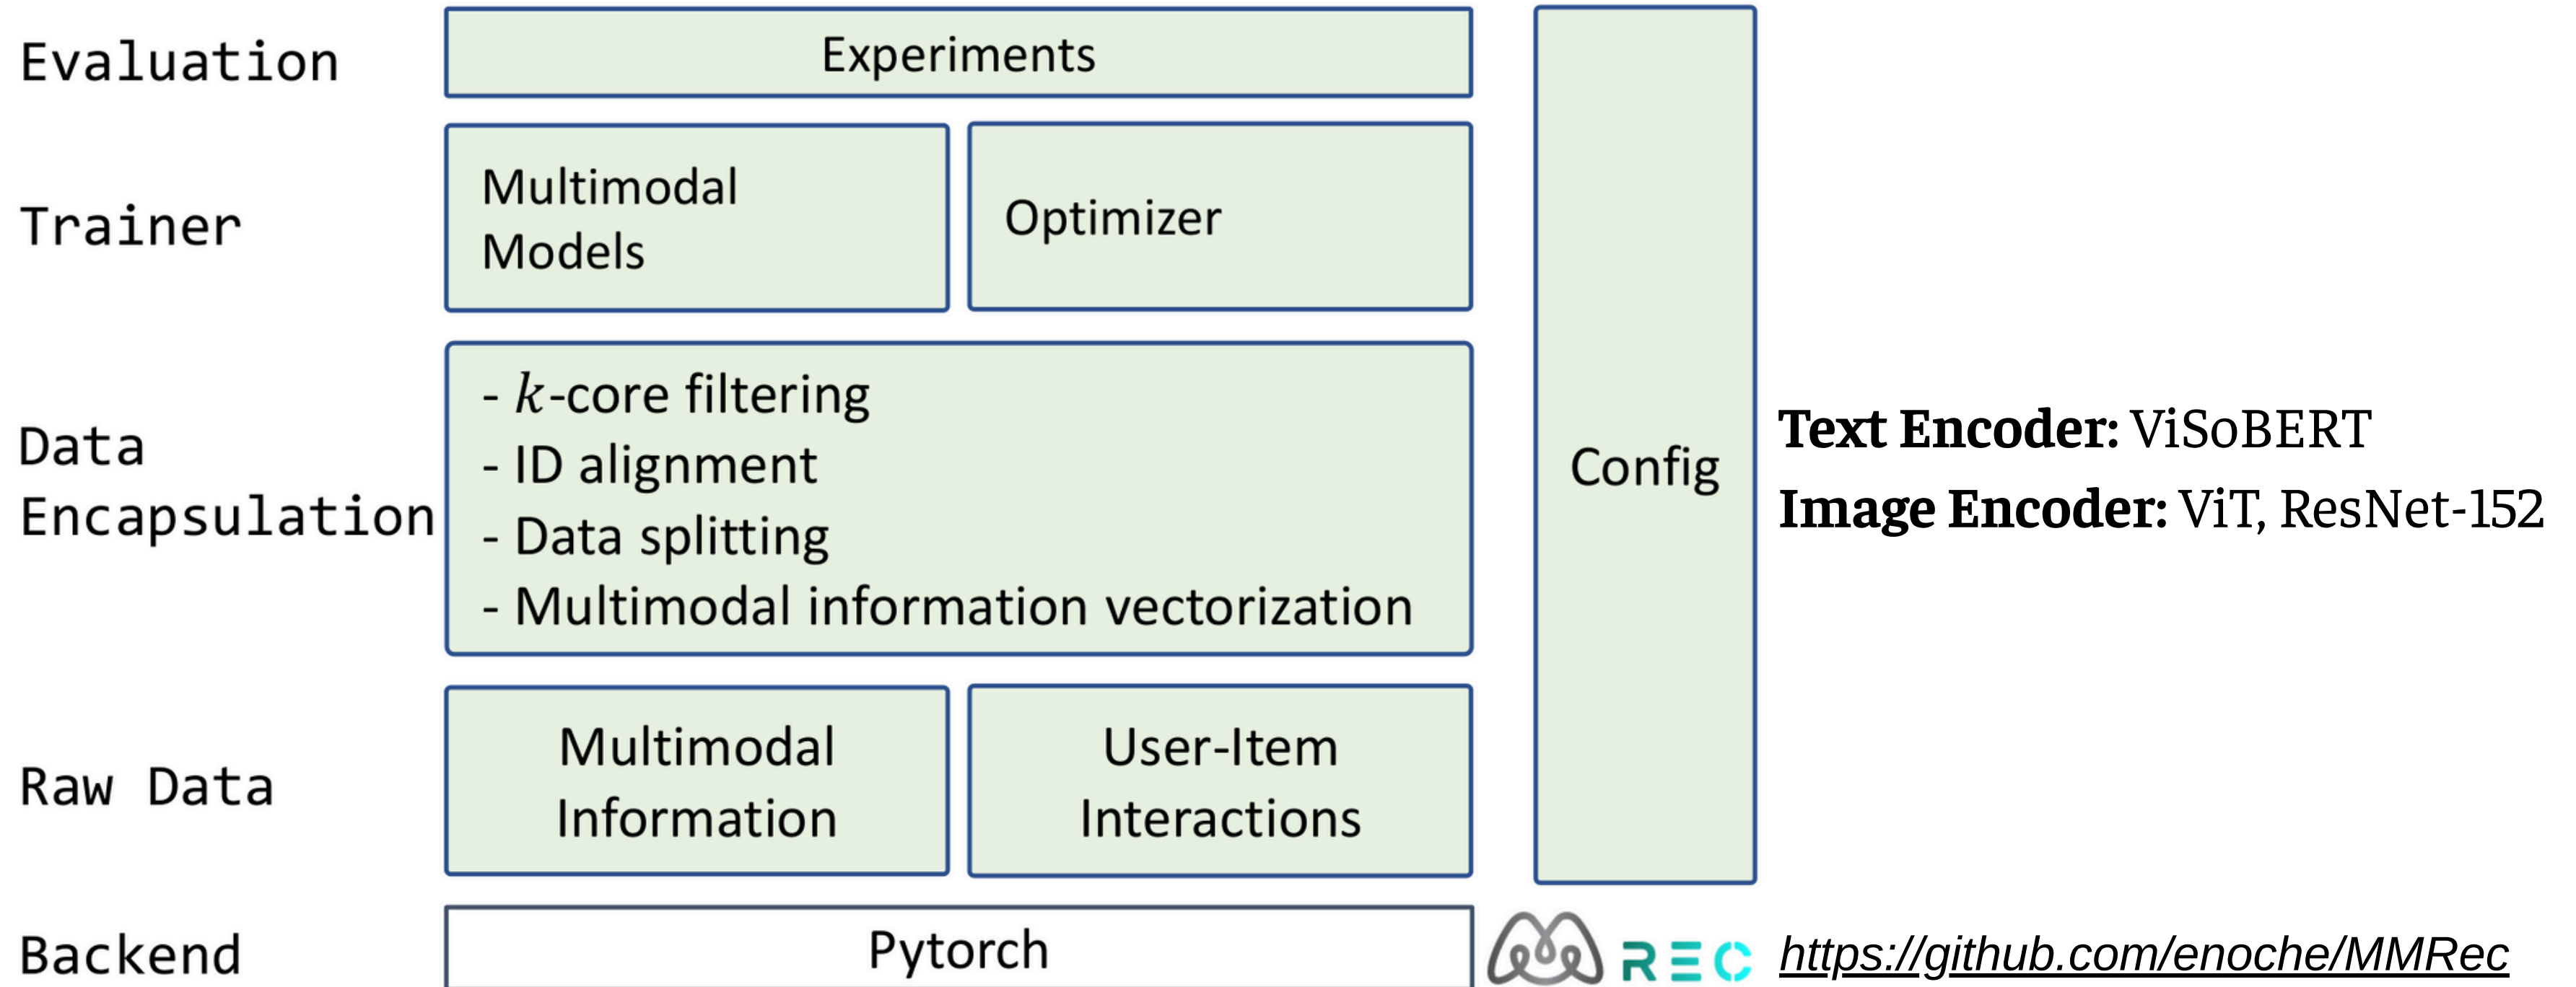 Evaluation
Experiments
Trainer
Multimodal
Models
Optimizer
Data
Encapsulation
- k-core filtering
- ID alignment
- Data splitting
- Multimodal information vectorization
Config
Text Encoder: ViSoBERT
Image Encoder: ViT, ResNet-152
Raw Data
Multimodal
Information
User-Item
Interactions
Backend
Pytorch
REC
https://github.com/enoche/MMRec